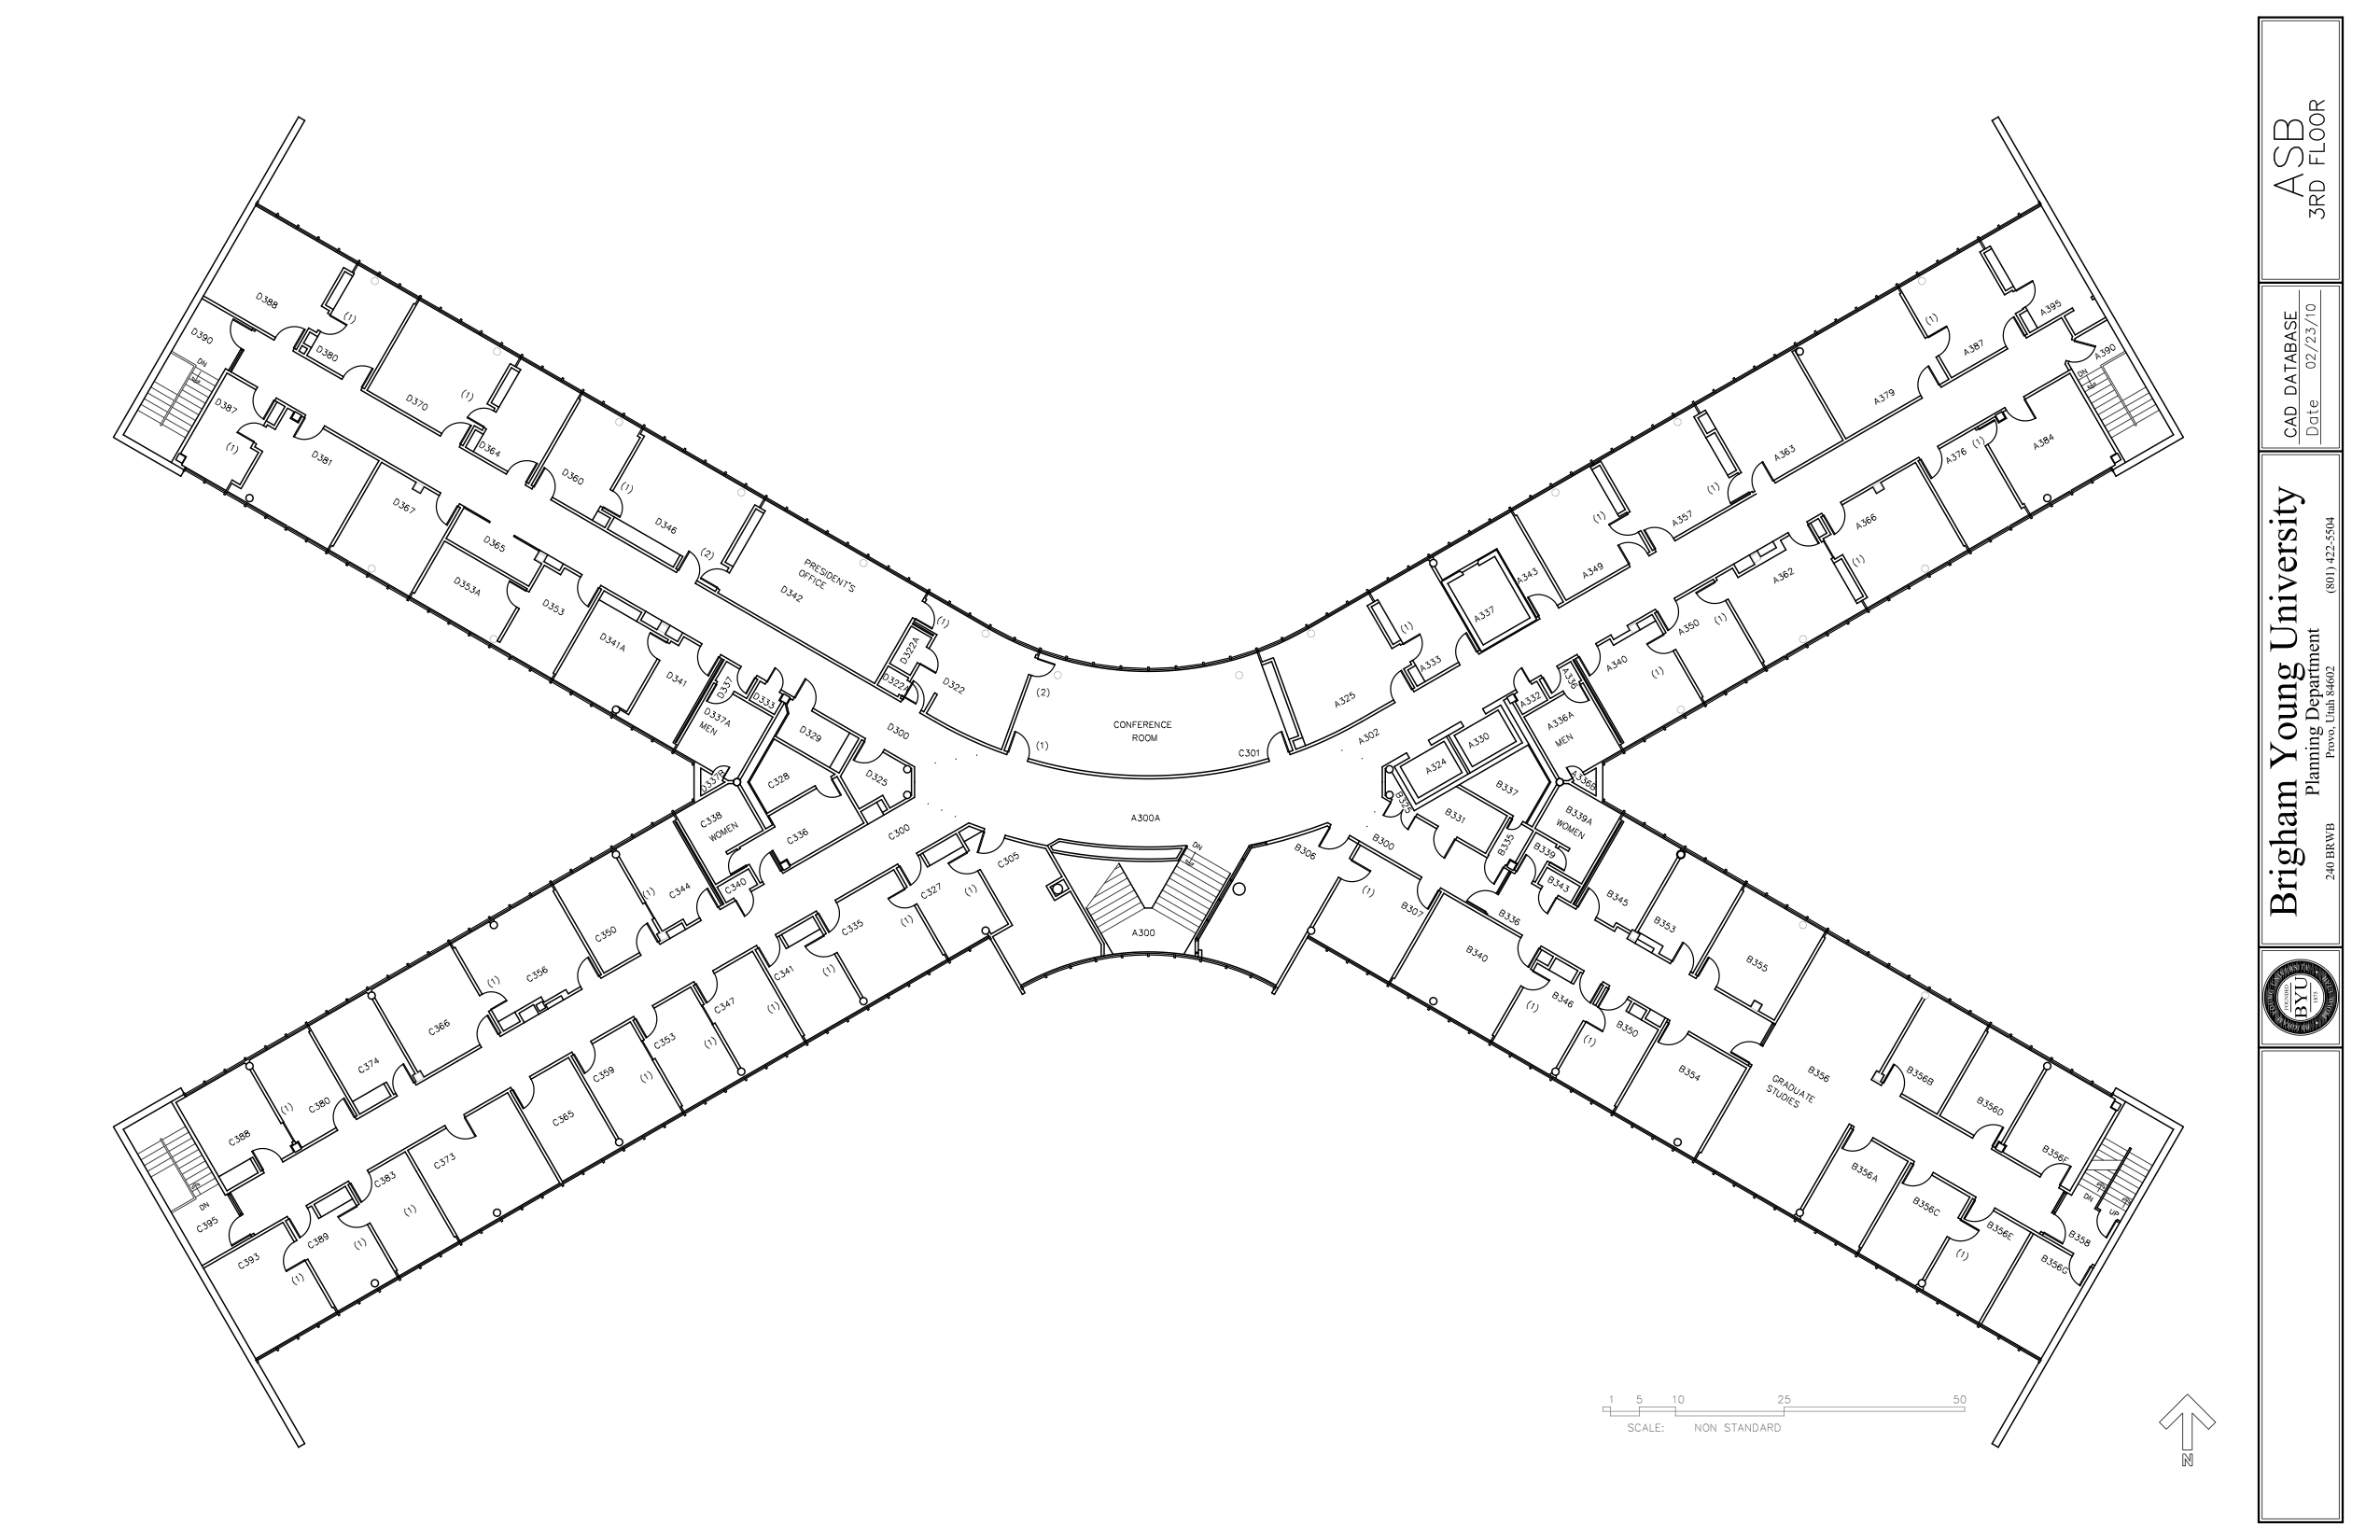 D388
(1)
D390
D380
DN
D387
(1)
D370
(1)
D364
D381
D367
D365
D360
(1)
D346
(2)
D353A
D353
PRESIDENT'S
OFFICE
D342
D341A
D341
D322A
(1)
D322A
D322
D337
D333
D337A
MEN
D337B
D329
D300
D325
C328
C338
WOMEN
C336
C300
C340
(2)
(1)
CONFERENCE
ROOM
C301
A300A
A300
DN
A325
(1)
A333
A302
A337
A343
A349
(1)
A357
(1)
A363
A379
(1)
A387
A395
A390
DN
A384
(1)
A376
A366
(1)
A362
A350
(1)
A340
(1)
A336
A332
A336A
MEN
A336B
A330
A324
B325
B337
B331
B335
B339A
WOMEN
B339
B343
B300
B306
(1)
B307
B336
B340
B345
B353
B355
B346
(1)
B350
(1)
B354
B356
GRADUATE
STUDIES
B356B
B356D
B356F
B356A
B356C
B356E
(1)
B356G
B358
DN
UP
C305
C327
(1)
C335
(1)
C341
(1)
C347
(1)
C353
(1)
C359
(1)
C365
C373
C383
(1)
C389
(1)
C393
(1)
C395
DN
C388
(1)
C380
C374
C366
C356
(1)
C350
C344
(1)
1 5 10 25 50
SCALE: NON STANDARD
N
ASB
3RD FLOOR
CAD DATABASE
Date 02/23/10
Brigham Young University
Planning Department
240 BRWB Provo, Utah 84602 (801) 422-5504
FOUNDED
BYU
1875